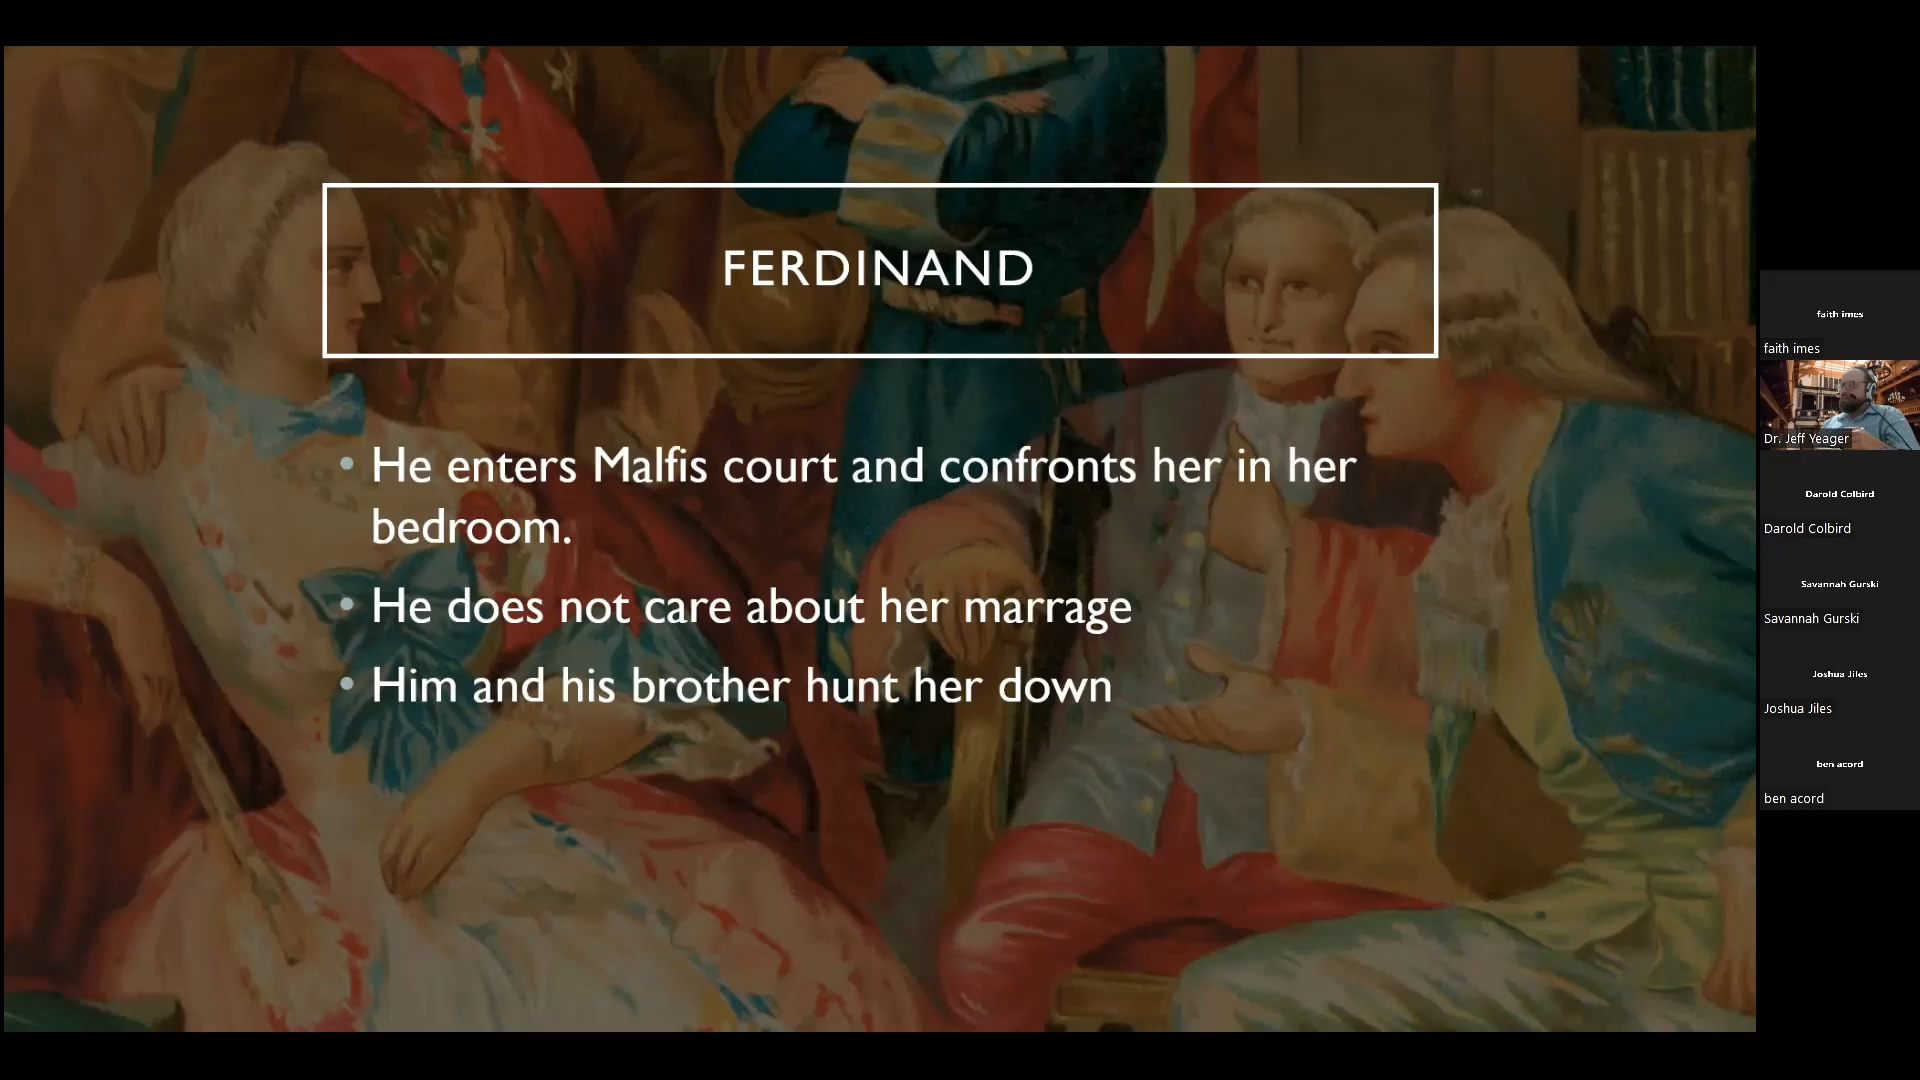 FERDINAND
• He enters Malfis court and confronts her in her
bedroom.
• He does not care about her marrage
• Him and his brother hunt her down
faith imes
faith imes
Dr. Jeff Yeager
Darold Colbird
Darold Colbird
Savannah Gurski
Savannah Gurski
Joshua Jiles
Joshua Jiles
ben acord
ben acord